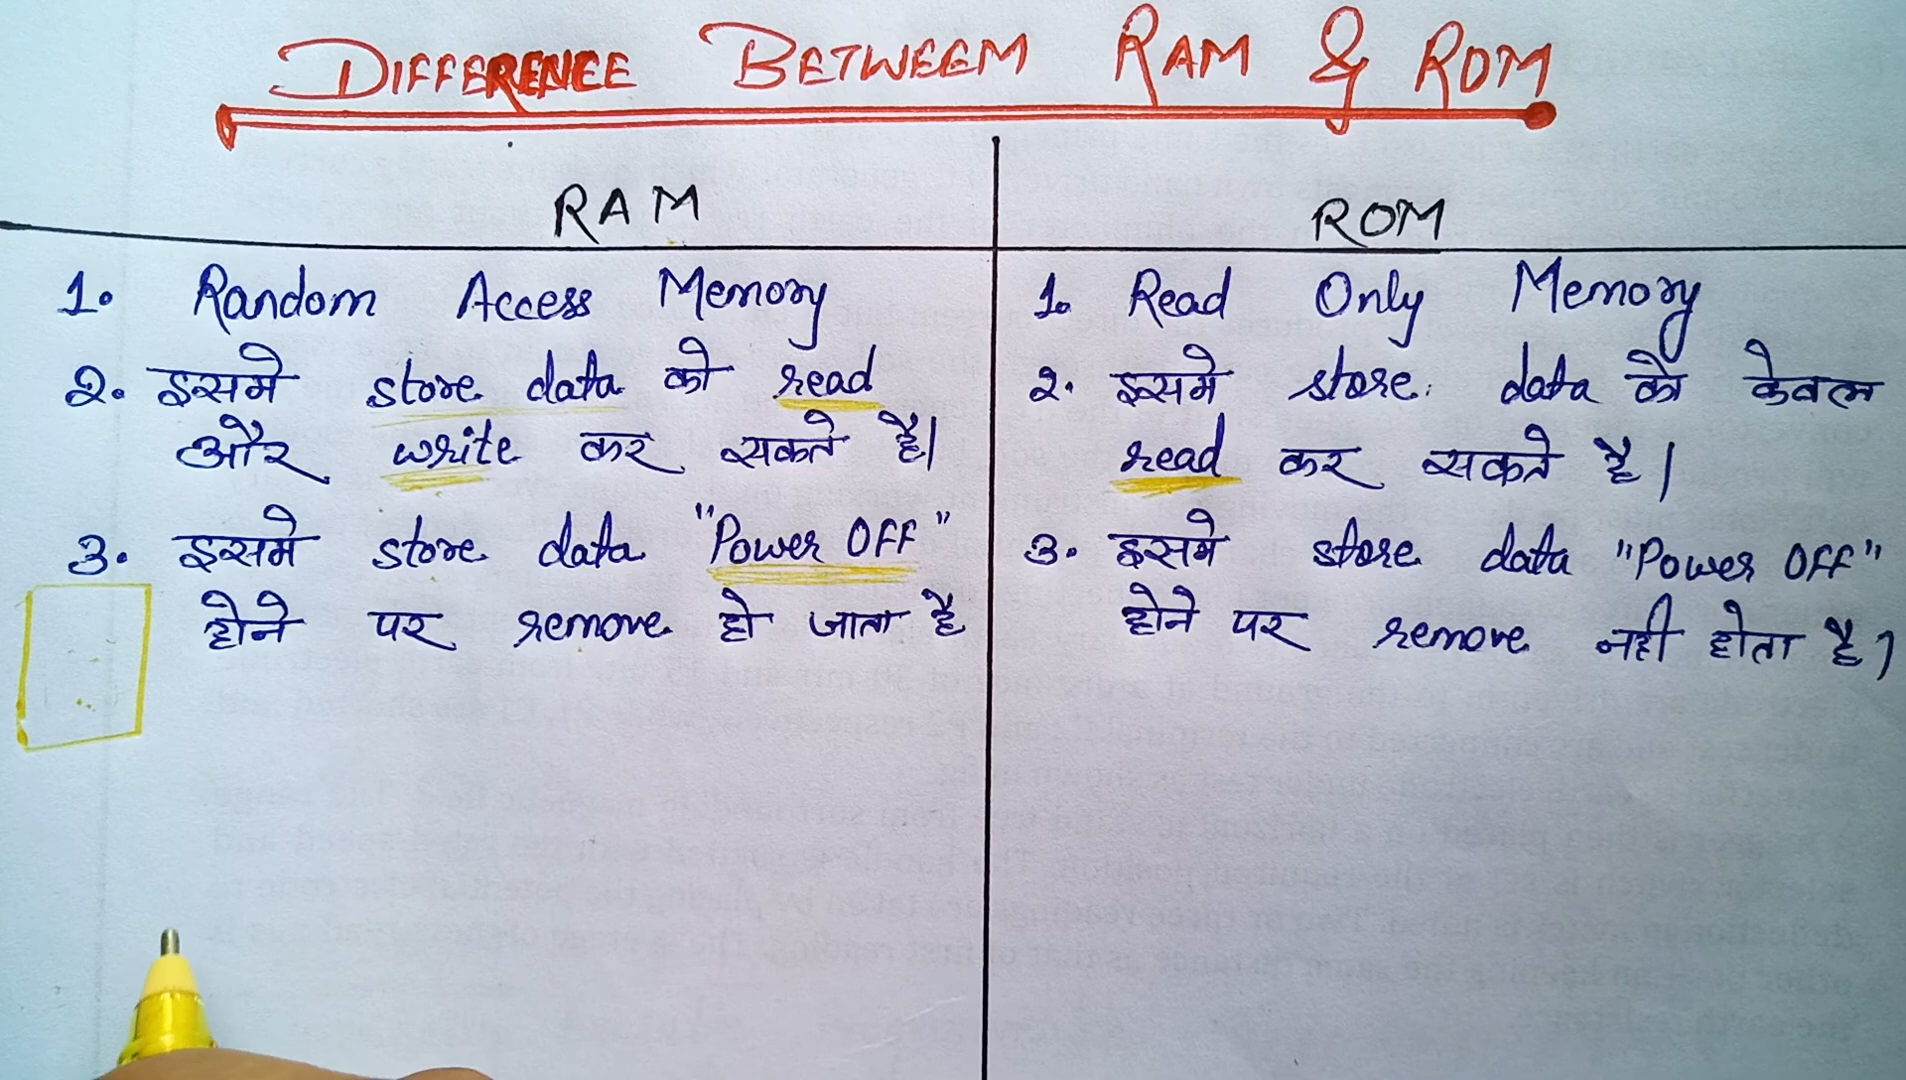 DIFFERENCE BETWEEM RAM & ROM
RAM
1. Random Access Memory
2. इसमे store data को read
और write कर सकते है।
3. इसमे store data "Power OFF"
होने पर remove हो जाता है
ROM
1. Read Only Memory
2. इसमे store data को केवल
read कर सकते है।
3. इसमे store data "Power OFF"
होने पर remove नही होता है।